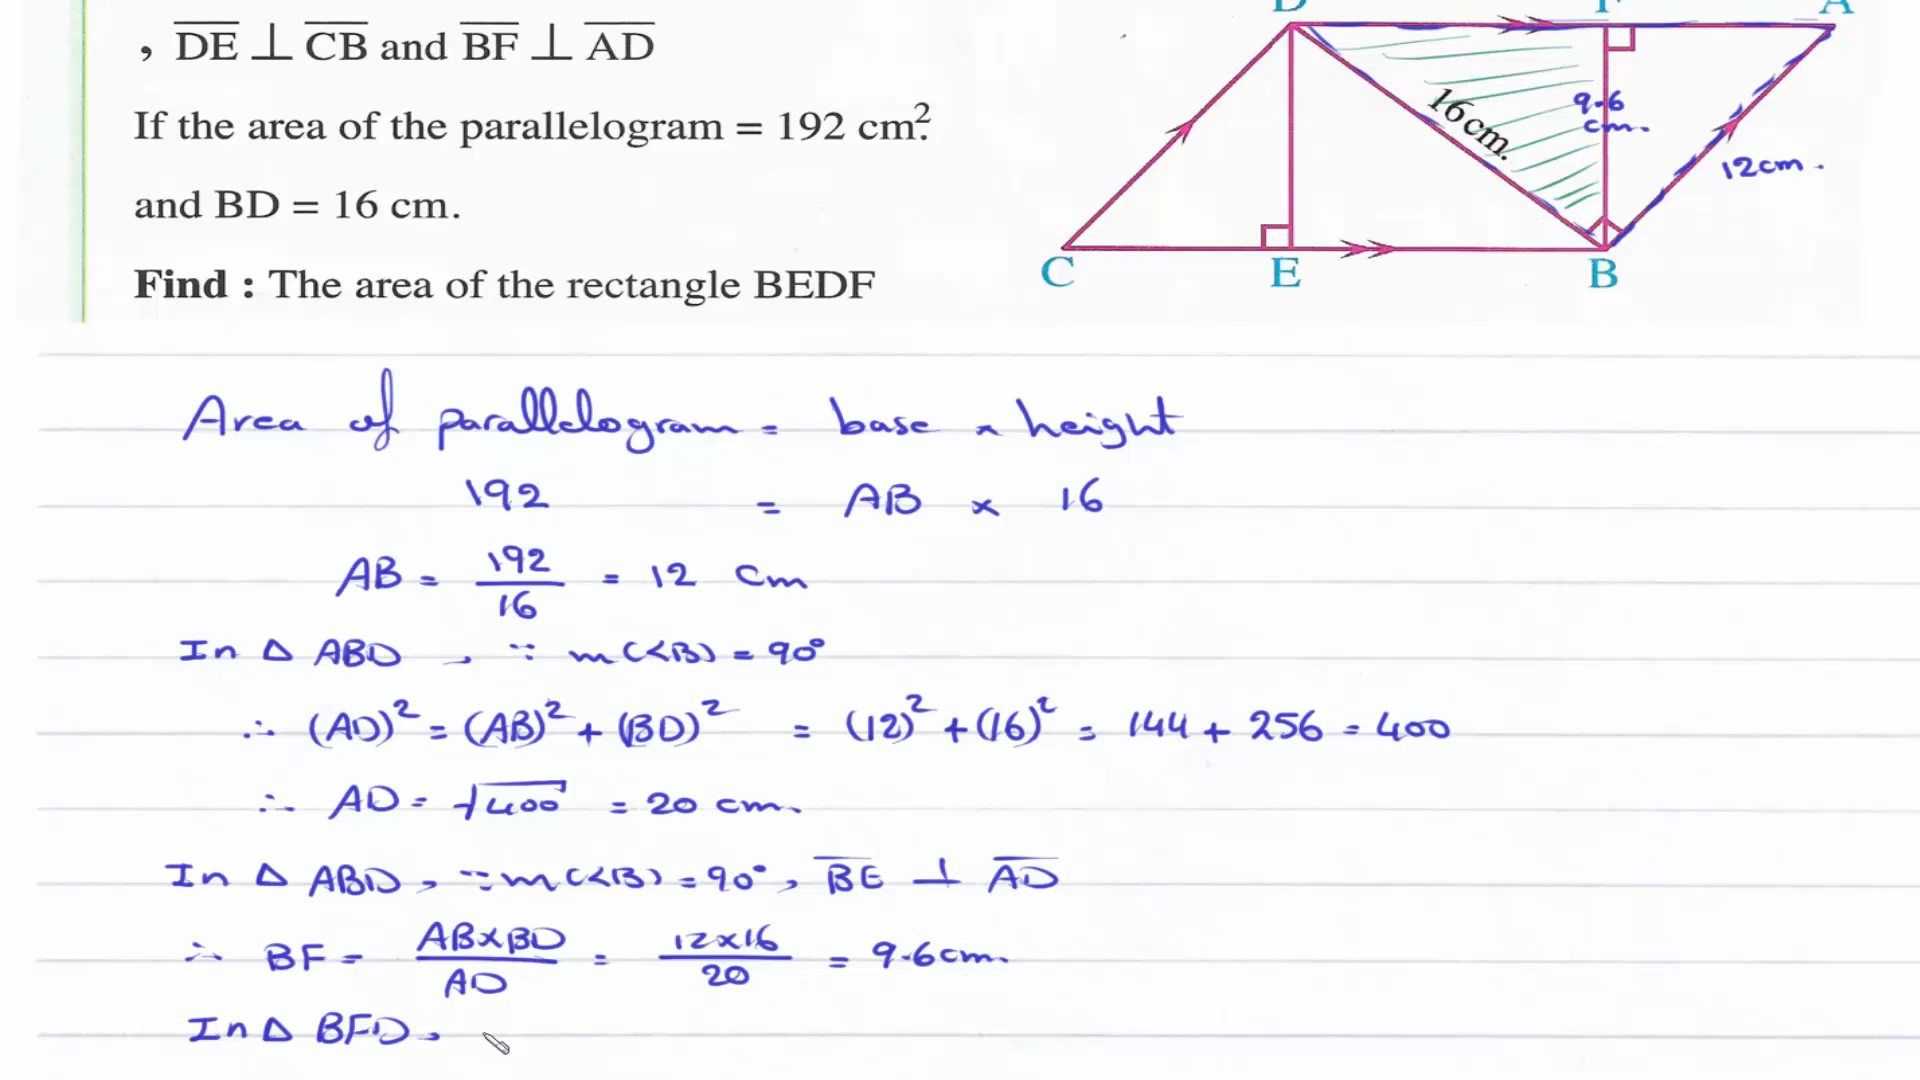 , DE ⊥ CB and BF ⊥ AD
If the area of the parallelogram = 192 cm².
and BD = 16 cm.
Find : The area of the rectangle BEDF
D F A
16 cm.
9.6 cm.
12 cm.
C E B
Area of parallelogram = base × height
192 = AB × 16
AB = 192/16 = 12 cm
In Δ ABD, ∵ m(<B) = 90°
∴ (AD)² = (AB)² + (BD)² = (12)² + (16)² = 144 + 256 = 400
∴ AD = √400 = 20 cm.
In Δ ABD, ∵ m(<B) = 90°, BE ⊥ AD
∴ BF = AB×BD/AD = 12×16/20 = 9.6 cm.
In Δ BFD,